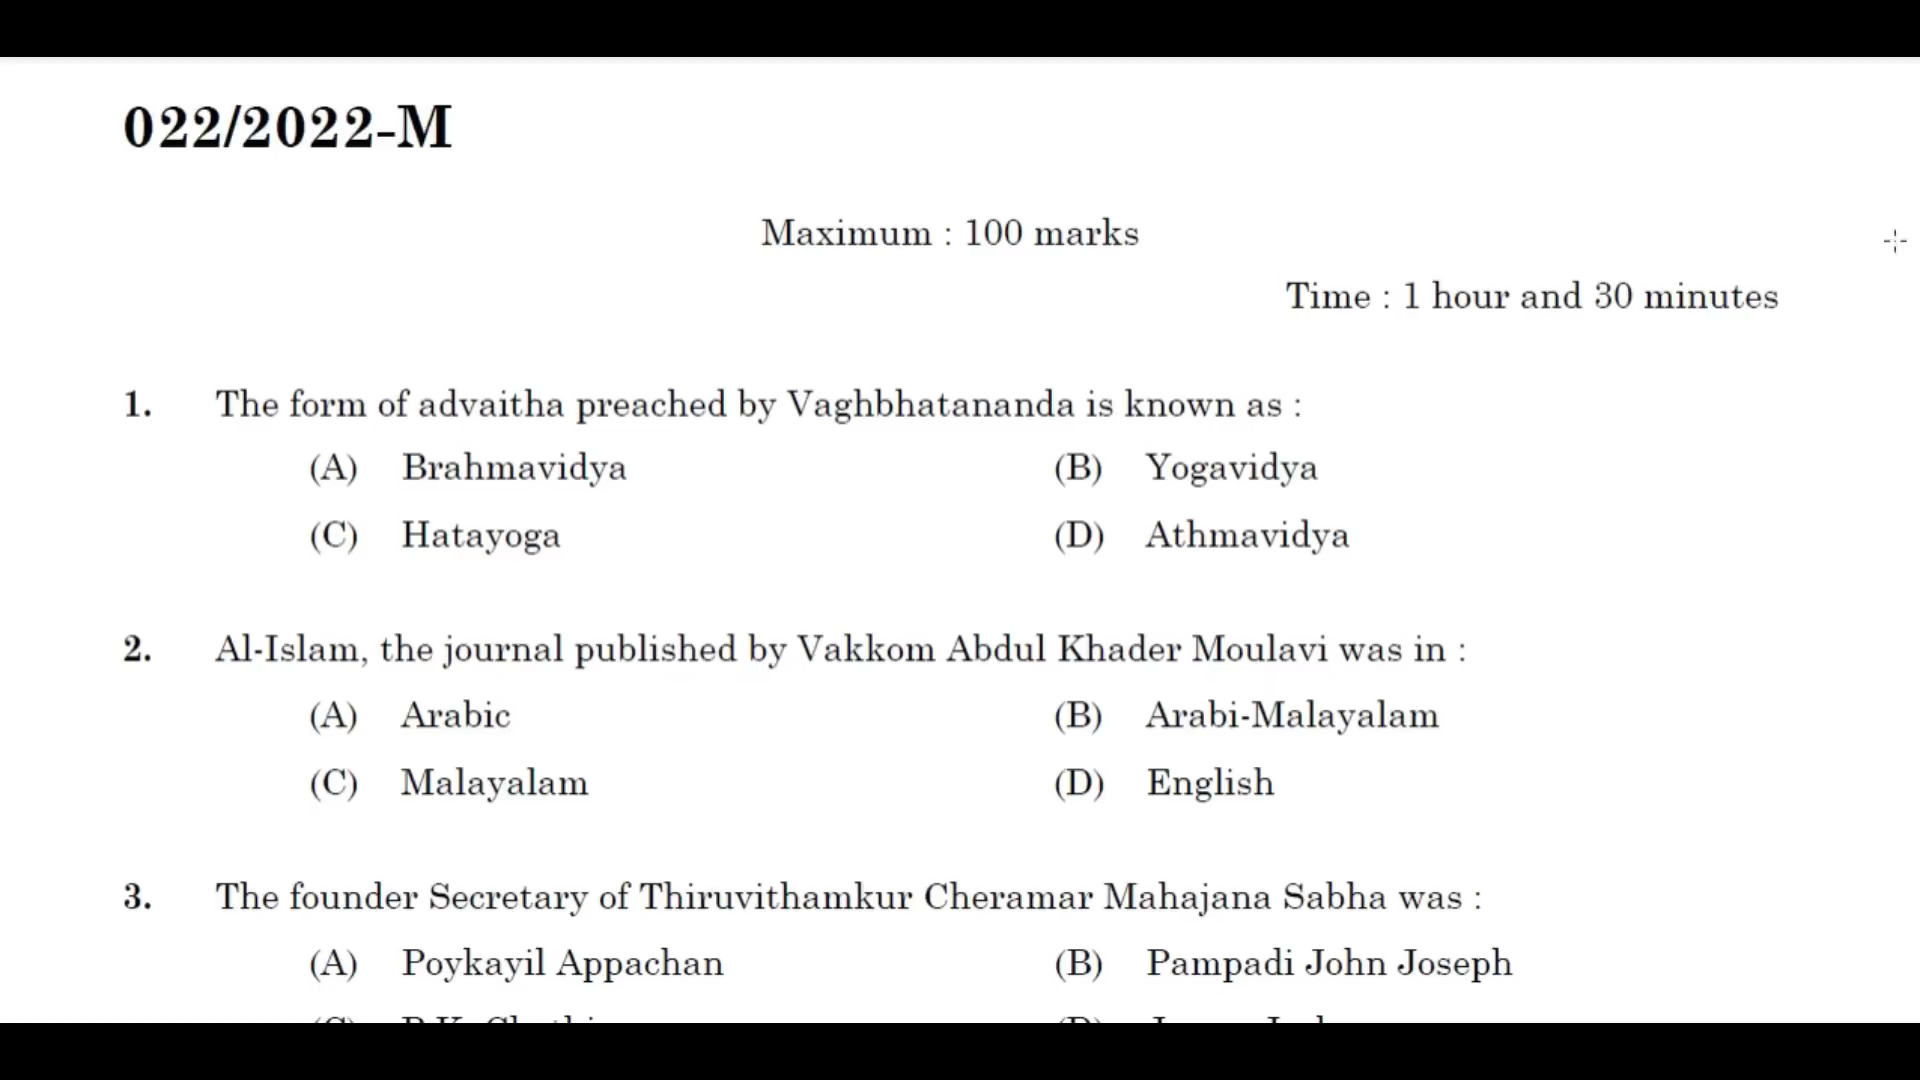 022/2022-M
Maximum : 100 marks
Time : 1 hour and 30 minutes
1. The form of advaitha preached by Vaghbhatananda is known as :
(A) Brahmavidya (B) Yogavidya
(C) Hatayoga (D) Athmavidya
2. Al-Islam, the journal published by Vakkom Abdul Khader Moulavi was in :
(A) Arabic (B) Arabi-Malayalam
(C) Malayalam (D) English
3. The founder Secretary of Thiruvithamkur Cheramar Mahajana Sabha was :
(A) Poykayil Appachan (B) Pampadi John Joseph